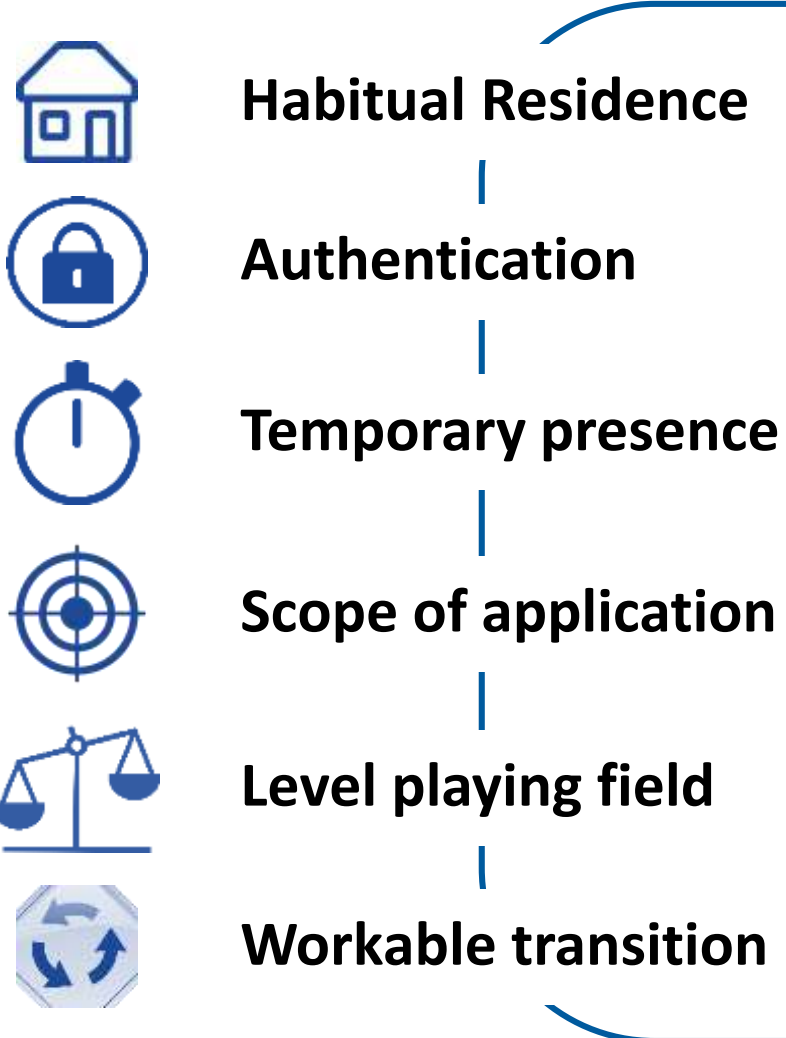 Habitual Residence
Authentication
Temporary presence
Scope of application
Level playing field
Workable transition